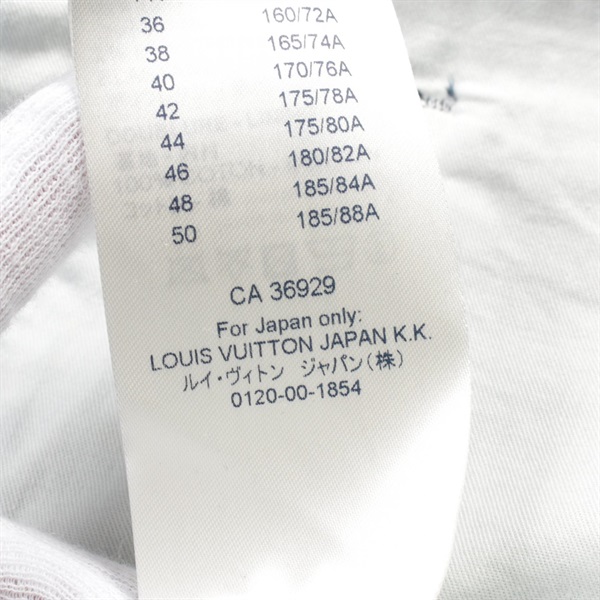 36 160/72A
38 165/74A
40 170/76A
42 175/78A
44 175/80A
46 180/82A
48 185/84A
50 185/88A
CA 36929
For Japan only:
LOUIS VUITTON JAPAN K.K.
ルイ・ヴィトン ジャパン(株)
0120-00-1854